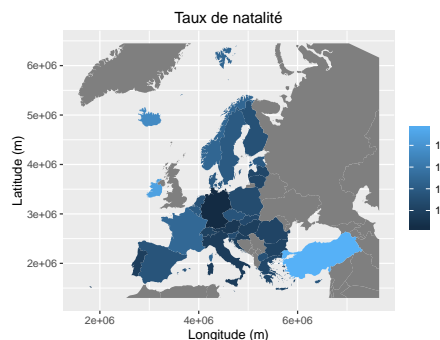 Taux de natalité
6e+06
5e+06
4e+06
3e+06
2e+06
2e+06 4e+06 6e+06
Latitude (m)
Longitude (m)
1
1
1
1